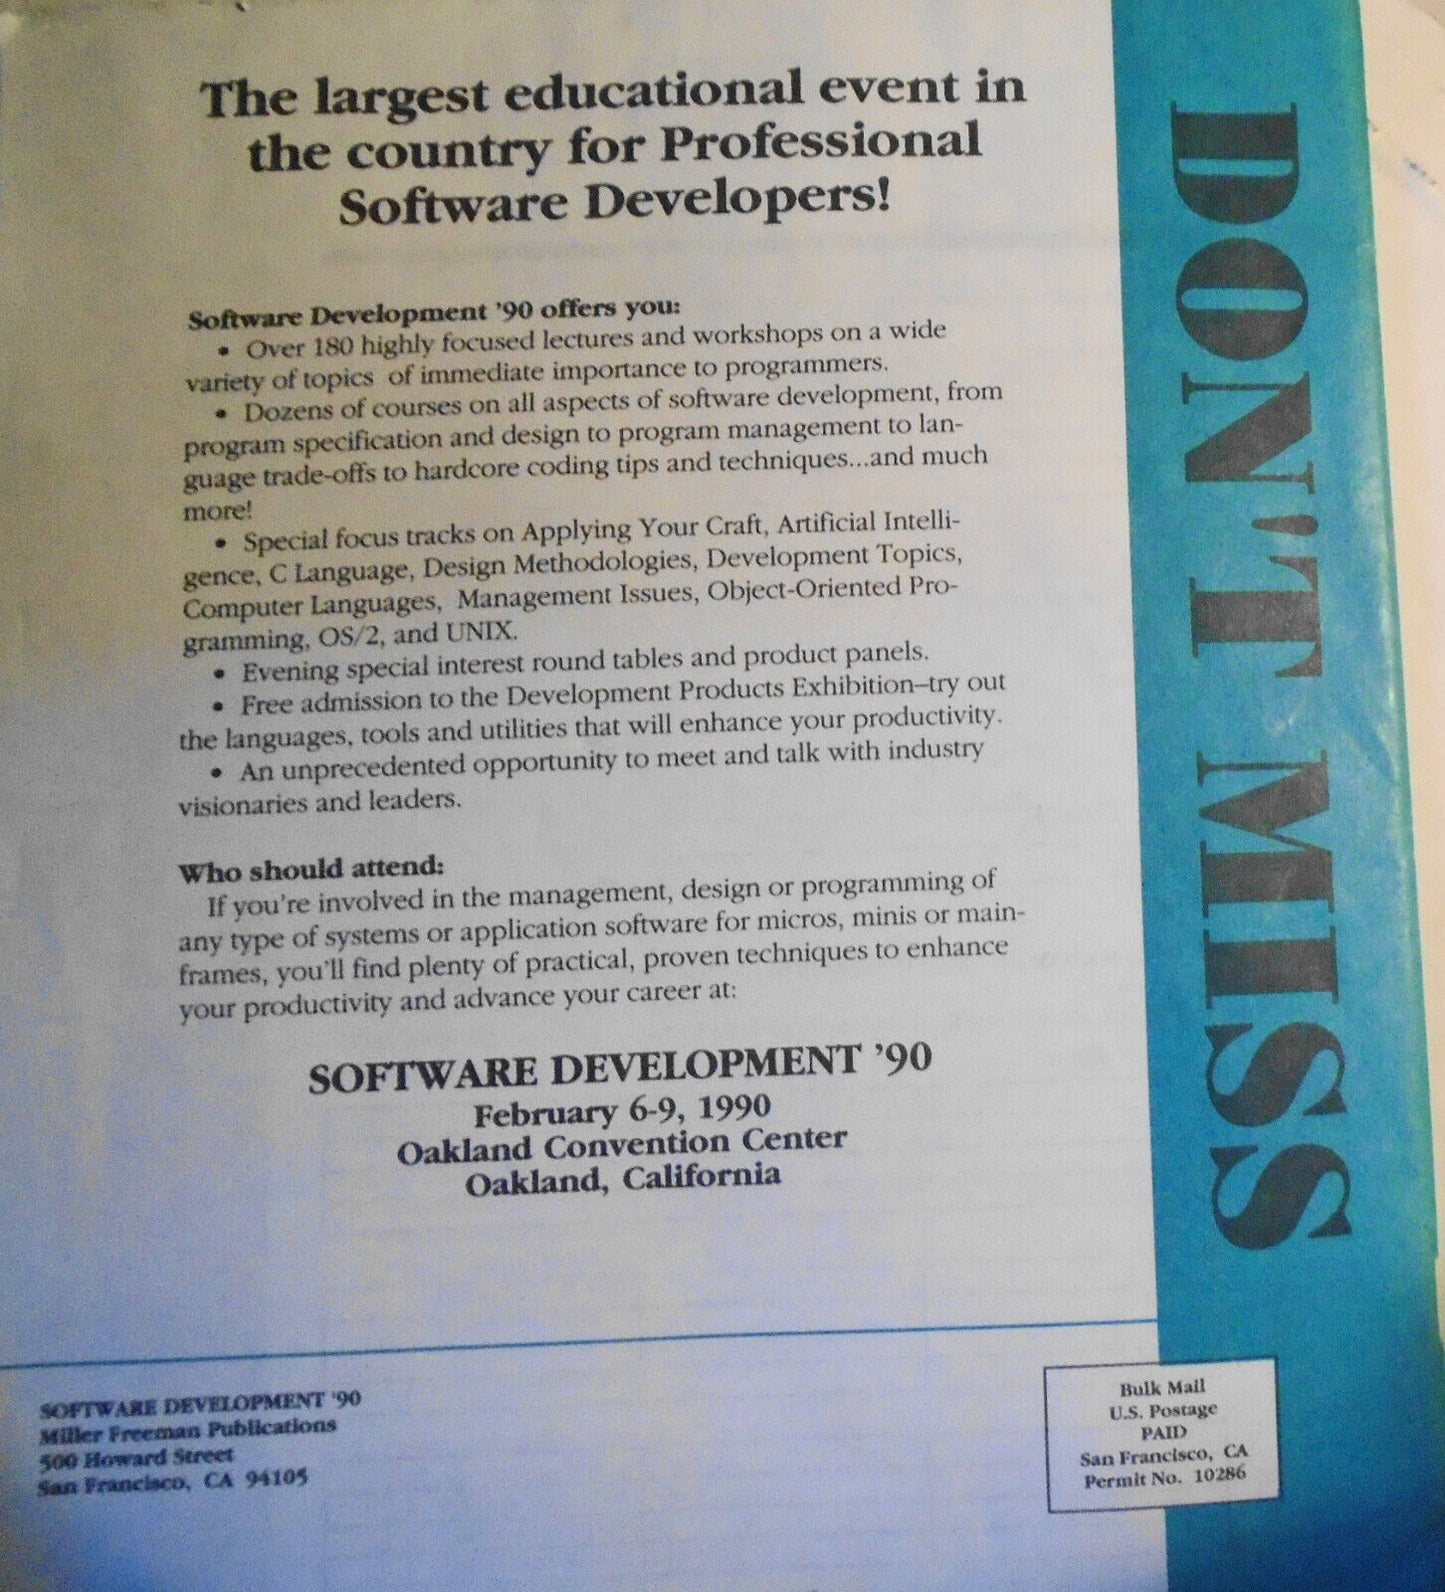 The largest educational event in
the country for Professional
Software Developers!
Software Development '90 offers you:
• Over 180 highly focused lectures and workshops on a wide
variety of topics of immediate importance to programmers.
• Dozens of courses on all aspects of software development, from
program specification and design to program management to lan-
guage trade-offs to hardcore coding tips and techniques...and much
more!
• Special focus tracks on Applying Your Craft, Artificial Intelli-
gence, C Language, Design Methodologies, Development Topics,
Computer Languages, Management Issues, Object-Oriented Pro-
gramming, OS/2, and UNIX.
• Evening special interest round tables and product panels.
• Free admission to the Development Products Exhibition–try out
the languages, tools and utilities that will enhance your productivity.
• An unprecedented opportunity to meet and talk with industry
visionaries and leaders.
Who should attend:
If you're involved in the management, design or programming of
any type of systems or application software for micros, minis or main-
frames, you'll find plenty of practical, proven techniques to enhance
your productivity and advance your career at:
SOFTWARE DEVELOPMENT '90
February 6-9, 1990
Oakland Convention Center
Oakland, California
DON'T MISS
SOFTWARE DEVELOPMENT '90
Miller Freeman Publications
500 Howard Street
San Francisco, CA 94105
Bulk Mail
U.S. Postage
PAID
San Francisco, CA
Permit No. 10286